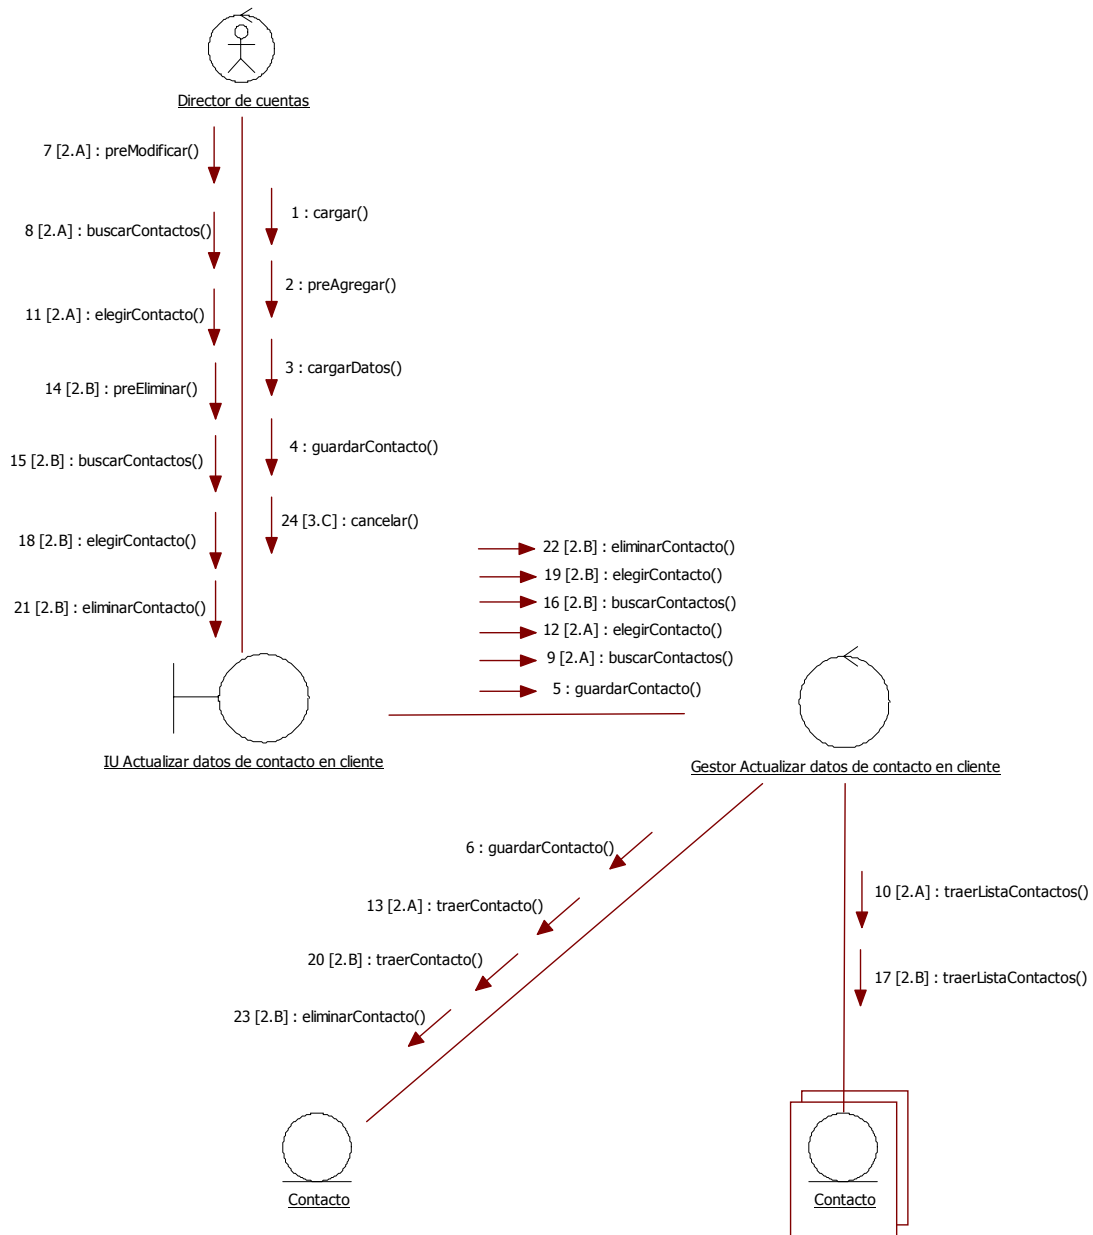 Director de cuentas
7 [2.A] : preModificar()
1 : cargar()
8 [2.A] : buscarContactos()
2 : preAgregar()
11 [2.A] : elegirContacto()
3 : cargarDatos()
14 [2.B] : preEliminar()
4 : guardarContacto()
15 [2.B] : buscarContactos()
24 [3.C] : cancelar()
18 [2.B] : elegirContacto()
22 [2.B] : eliminarContacto()
19 [2.B] : elegirContacto()
21 [2.B] : eliminarContacto()
16 [2.B] : buscarContactos()
12 [2.A] : elegirContacto()
9 [2.A] : buscarContactos()
5 : guardarContacto()
IU Actualizar datos de contacto en cliente
Gestor Actualizar datos de contacto en cliente
6 : guardarContacto()
10 [2.A] : traerListaContactos()
13 [2.A] : traerContacto()
20 [2.B] : traerContacto()
17 [2.B] : traerListaContactos()
23 [2.B] : eliminarContacto()
Contacto
Contacto